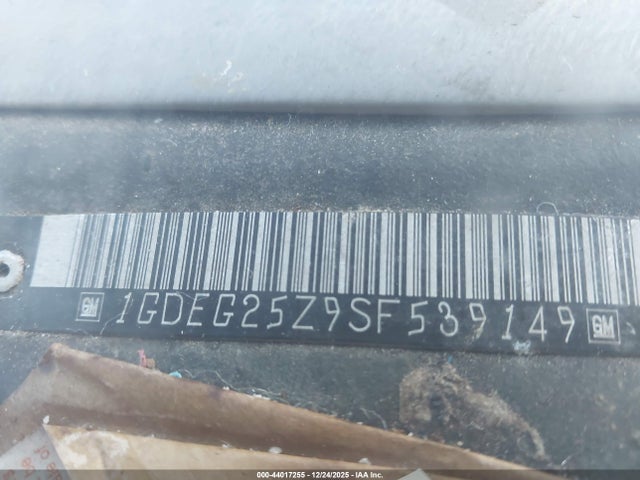 GM 1GDEG25Z9SF539149 GM
000-44017255 - 12/24/2025 - IAA Inc.